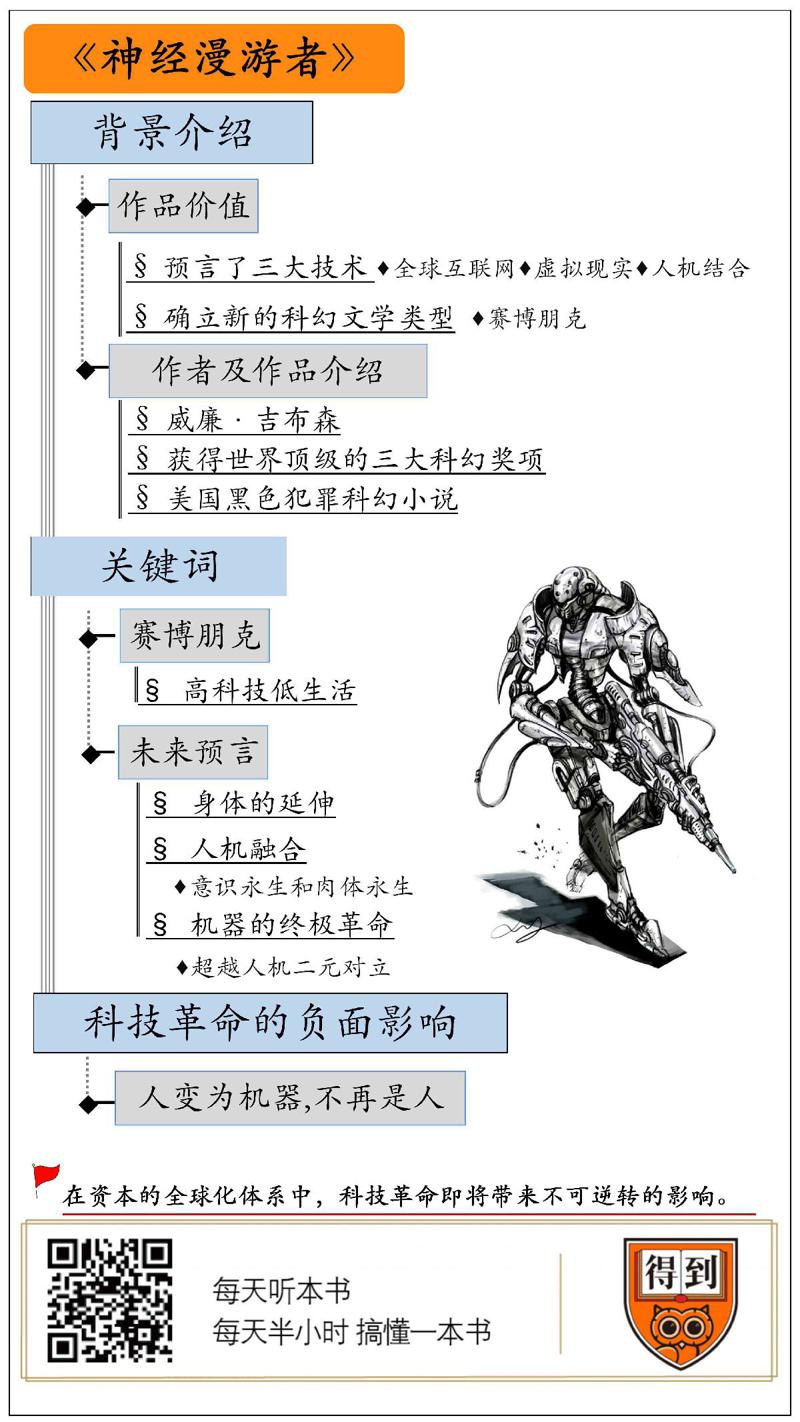 《神经漫游者》
背景介绍
作品价值
§ 预言了三大技术 ♦全球互联网♦虚拟现实♦人机结合
§ 确立新的科幻文学类型 ♦赛博朋克
作者及作品介绍
§ 威廉·吉布森
§ 获得世界顶级的三大科幻奖项
§ 美国黑色犯罪科幻小说
关键词
赛博朋克
§ 高科技低生活
未来预言
§ 身体的延伸
§ 人机融合
♦意识永生和肉体永生
§ 机器的终极革命
♦超越人机二元对立
科技革命的负面影响
人变为机器,不再是人
在资本的全球化体系中，科技革命即将带来不可逆转的影响。
每天听本书
每天半小时 搞懂一本书
得到